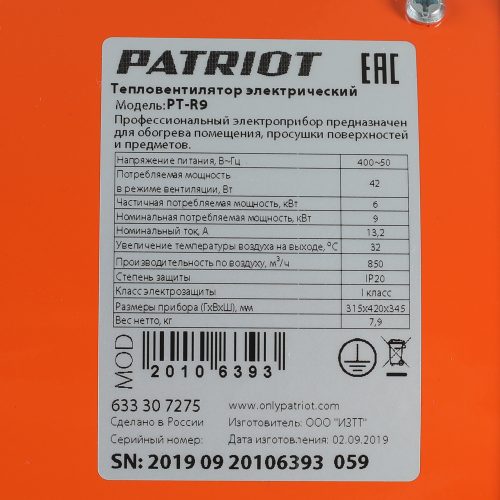 PATRIOT EAC
Тепловентилятор электрический
Модель:PT-R9
Профессиональный электроприбор предназначен
для обогрева помещения, просушки поверхностей
и предметов.
Напряжение питания, В~Гц 400~50
Потребляемая мощность
в режиме вентиляции, Вт 42
Частичная потребляемая мощность, кВт 6
Номинальная потребляемая мощность, кВт 9
Номинальный ток, А 13,2
Увеличение температуры воздуха на выходе, °С 32
Производительность по воздуху, м³/ч 850
Степень защиты IP20
Класс электрозащиты I класс
Размеры прибора (ГхВхШ), мм 315х420х345
Вес нетто, кг 7,9
MOD
20106393
633 30 7275 www.onlypatriot.com
Сделано в России Изготовитель: ООО "ИЗТТ"
Серийный номер: Дата изготовления: 02.09.2019
SN: 2019 09 20106393 059